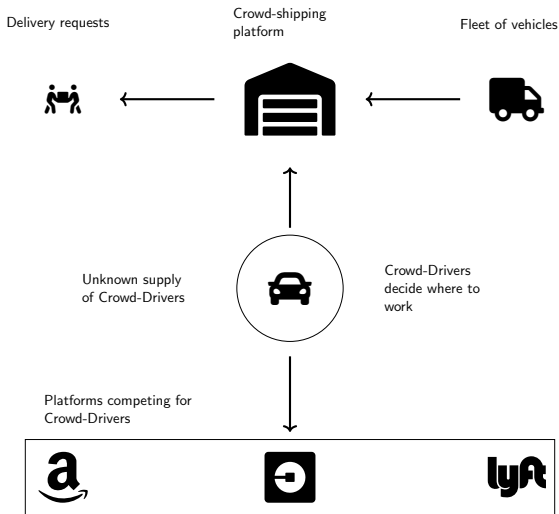 Delivery requests
Crowd-shipping
platform
Fleet of vehicles
Unknown supply
of Crowd-Drivers
Crowd-Drivers
decide where to
work
Platforms competing for
Crowd-Drivers
a
lyft